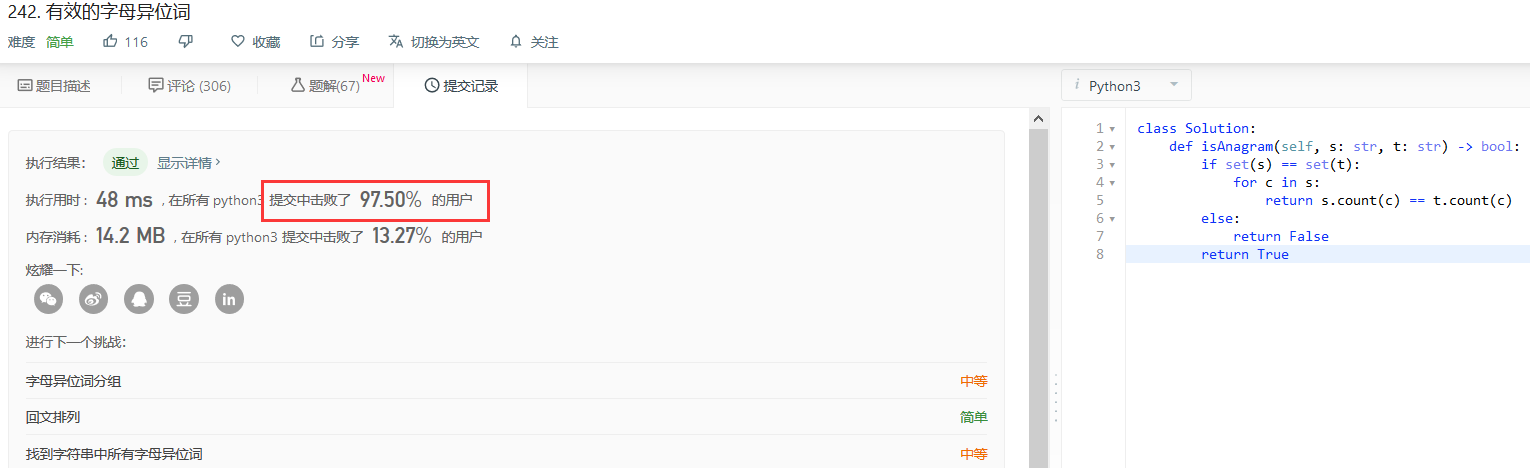 242. 有效的字母异位词
难度 简单 116 收藏 分享 切换为英文 关注
题目描述 评论 (306) 题解(67) New 提交记录
执行结果： 通过 显示详情 ›
执行用时 : 48 ms , 在所有 python3 提交中击败了 97.50% 的用户
内存消耗 : 14.2 MB , 在所有 python3 提交中击败了 13.27% 的用户
炫耀一下:
豆 in
进行下一个挑战：
字母异位词分组 中等
回文排列 简单
找到字符串中所有字母异位词 中等
i Python3
1 class Solution:
2 def isAnagram(self, s: str, t: str) -> bool:
3 if set(s) == set(t):
4 for c in s:
5 return s.count(c) == t.count(c)
6 else:
7 return False
8 return True